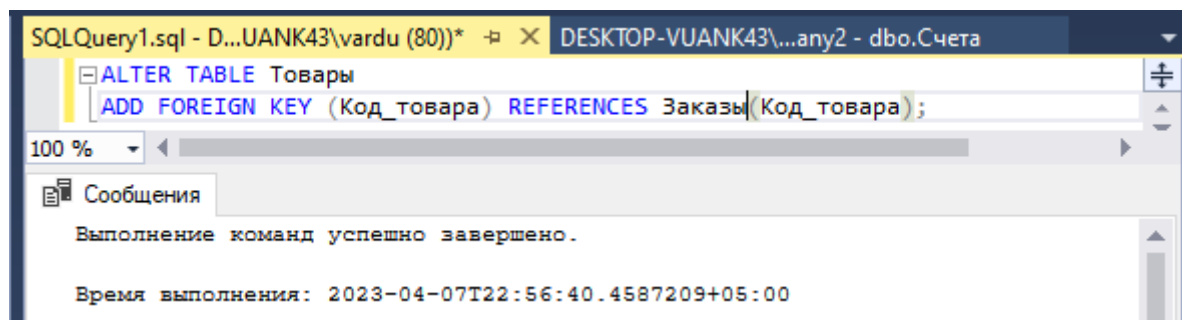 SQLQuery1.sql - D...UANK43\vardu (80))* DESKTOP-VUANK43\...any2 - dbo.Счета
ALTER TABLE Товары
ADD FOREIGN KEY (Код_товара) REFERENCES Заказы(Код_товара);
100 %
Сообщения
Выполнение команд успешно завершено.
Время выполнения: 2023-04-07T22:56:40.4587209+05:00